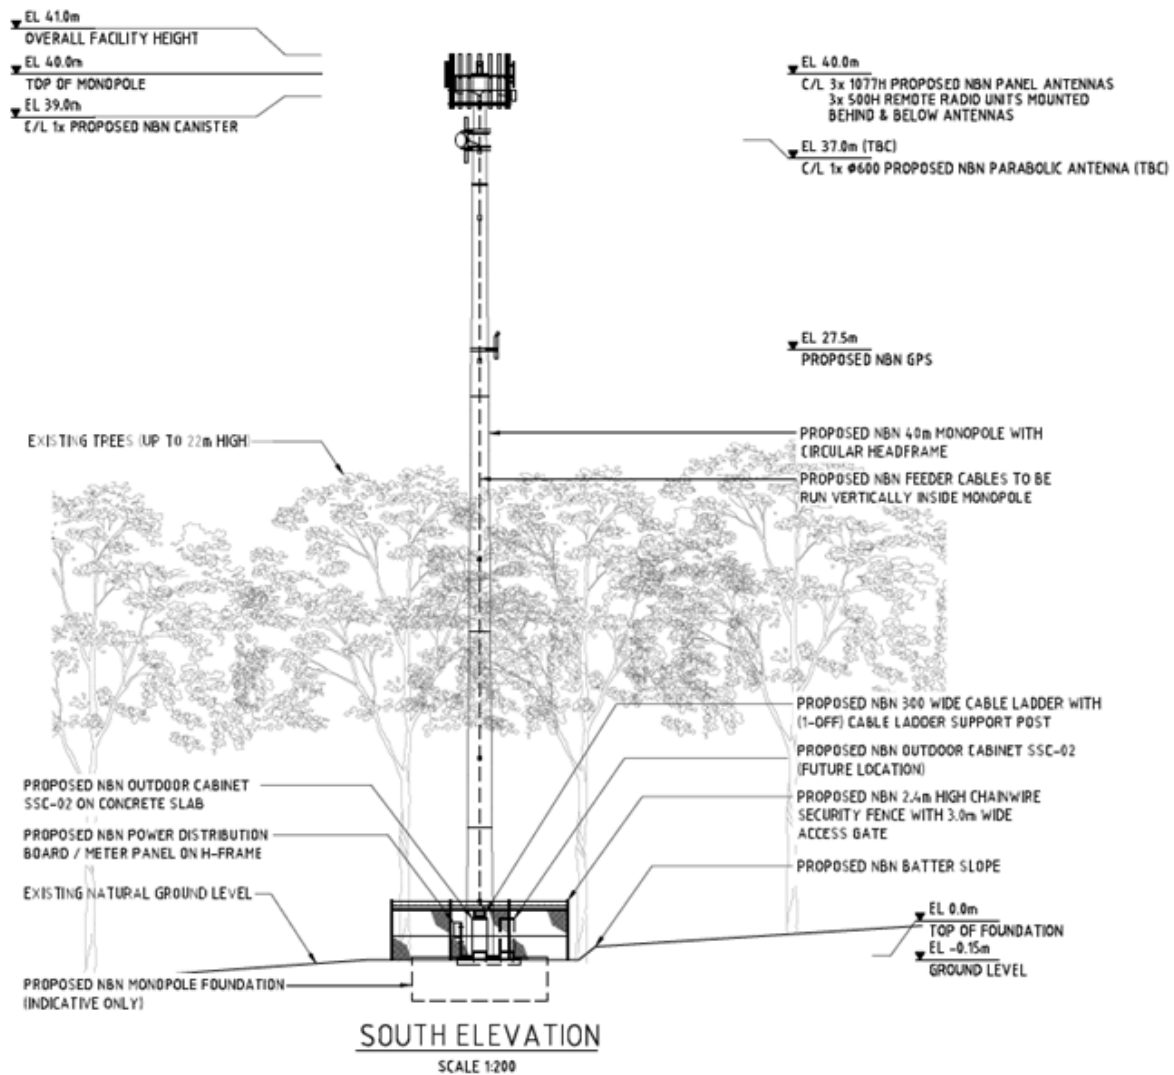 EL 41.0m
OVERALL FACILITY HEIGHT
EL 40.0m
TOP OF MONOPOLE
EL 39.0m
C/L 1x PROPOSED NBN CANISTER
EL 40.0m
C/L 3x 1077H PROPOSED NBN PANEL ANTENNAS
3x 500H REMOTE RADIO UNITS MOUNTED
BEHIND & BELOW ANTENNAS
EL 37.0m (TBC)
C/L 1x Ø600 PROPOSED NBN PARABOLIC ANTENNA (TBC)
EL 27.5m
PROPOSED NBN GPS
EXISTING TREES (UP TO 22m HIGH)
PROPOSED NBN 40m MONOPOLE WITH
CIRCULAR HEADFRAME
PROPOSED NBN FEEDER CABLES TO BE
RUN VERTICALLY INSIDE MONOPOLE
PROPOSED NBN 300 WIDE CABLE LADDER WITH
(1-OFF) CABLE LADDER SUPPORT POST
PROPOSED NBN OUTDOOR CABINET SSC-02
(FUTURE LOCATION)
PROPOSED NBN 2.4m HIGH CHAINWIRE
SECURITY FENCE WITH 3.0m WIDE
ACCESS GATE
PROPOSED NBN BATTER SLOPE
PROPOSED NBN OUTDOOR CABINET
SSC-02 ON CONCRETE SLAB
PROPOSED NBN POWER DISTRIBUTION
BOARD / METER PANEL ON H-FRAME
EXISTING NATURAL GROUND LEVEL
EL 0.0m
TOP OF FOUNDATION
EL -0.15m
GROUND LEVEL
PROPOSED NBN MONOPOLE FOUNDATION
(INDICATIVE ONLY)
SOUTH ELEVATION
SCALE 1:200